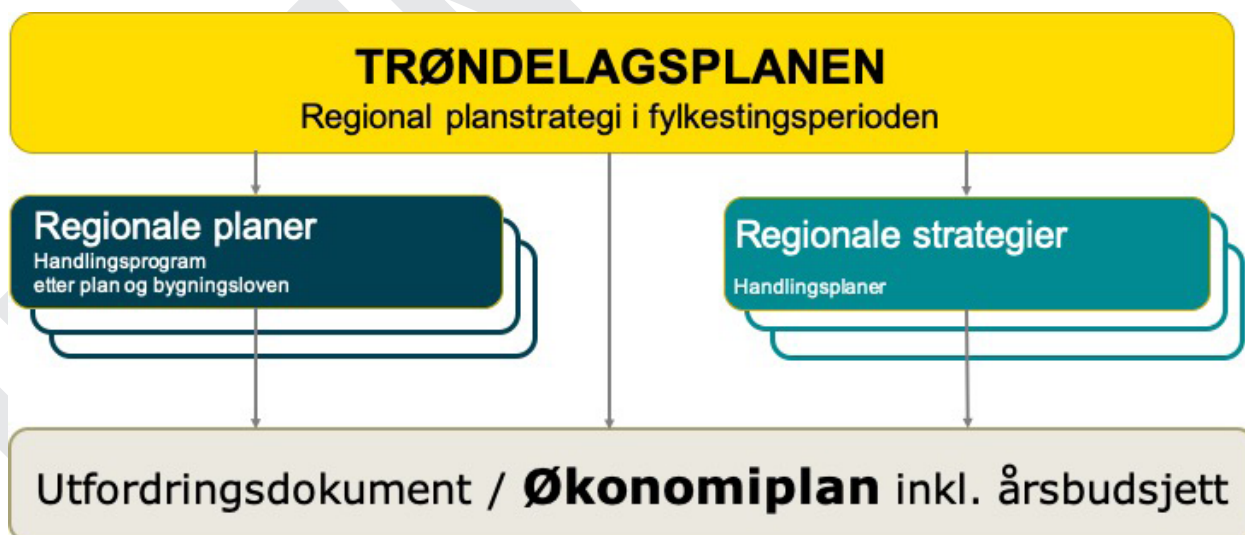 TRØNDELAGSPLANEN
Regional planstrategi i fylkestingsperioden
Regionale planer
Handlingsprogram
etter plan og bygningsloven
Regionale strategier
Handlingsplaner
Utfordringsdokument / Økonomiplan inkl. årsbudsjett